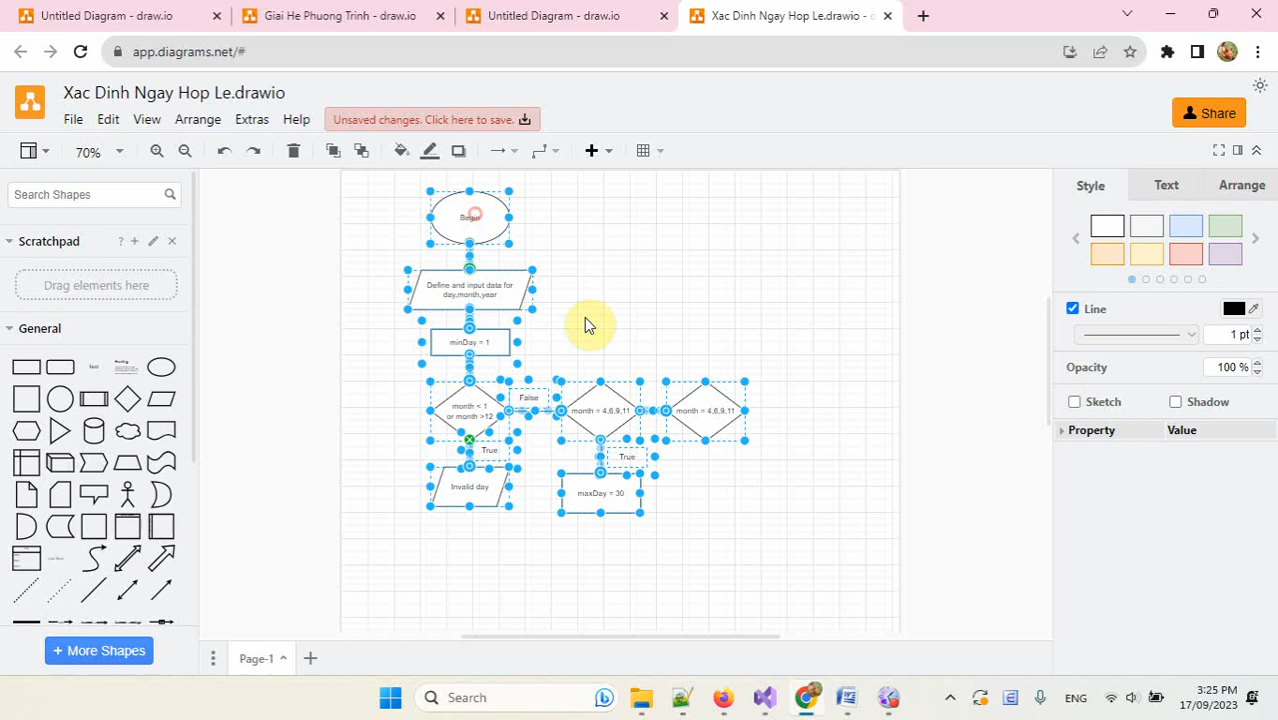 Untitled Diagram - draw.io
Giai He Phuong Trinh - draw.io
Untitled Diagram - draw.io
Xac Dinh Ngay Hop Le.drawio -
app.diagrams.net/#
Xac Dinh Ngay Hop Le.drawio
File Edit View Arrange Extras Help
Unsaved changes. Click here to save.
Share
70%
Search Shapes
Scratchpad
Drag elements here
General
Text
Heading
+ More Shapes
Begin
Define and input data for
day,month,year
minDay = 1
month < 1
or month >12
False
month = 4,6,9,11
month = 4,6,9,11
True
True
Invalid day
maxDay = 30
Style Text Arrange
Line
1 pt
Opacity
100 %
Sketch
Shadow
Property Value
Page-1
Search
ENG
3:25 PM
17/09/2023